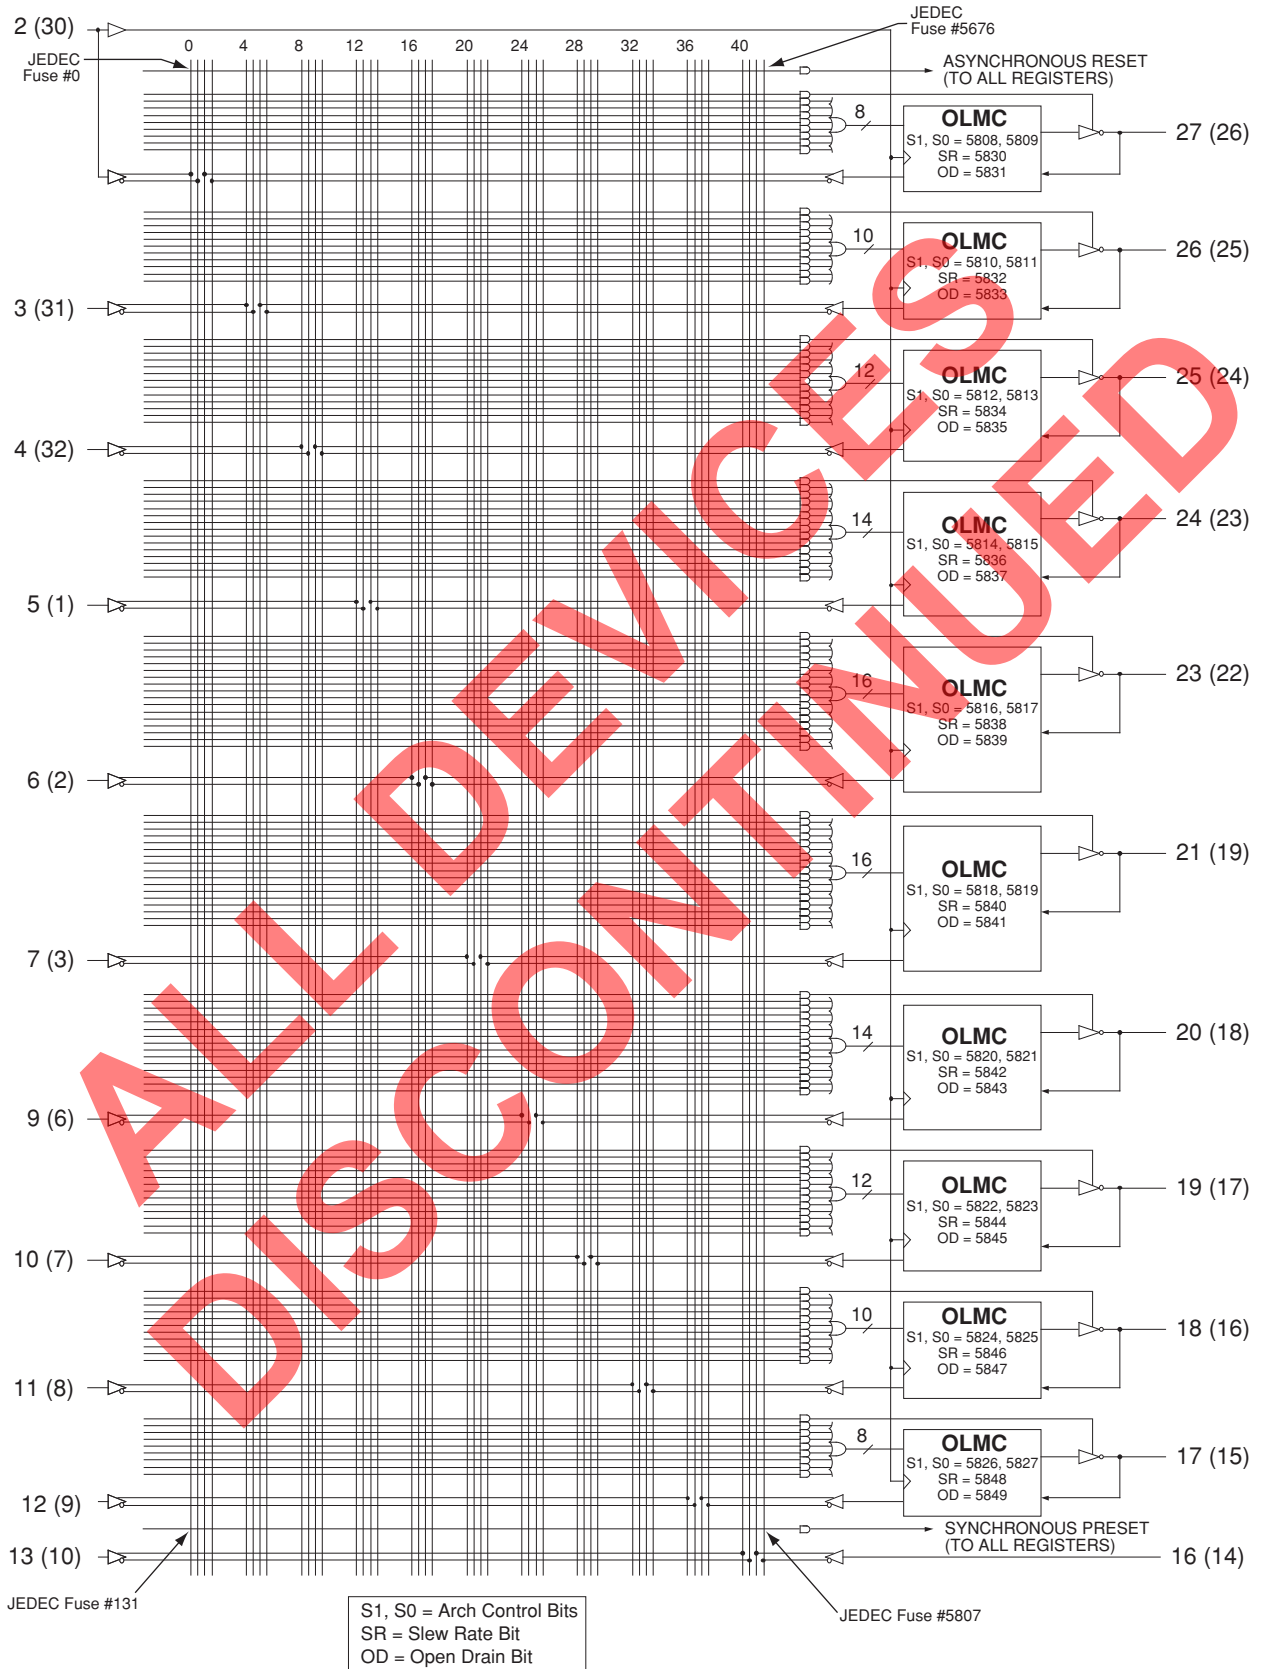 2 (30)
JEDEC
Fuse #0
0 4 8 12 16 20 24 28 32 36 40
JEDEC
Fuse #5676
ASYNCHRONOUS RESET
(TO ALL REGISTERS)
8
OLMC
S1, S0 = 5808, 5809
SR = 5830
OD = 5831
27 (26)
10
OLMC
S1, S0 = 5810, 5811
SR = 5832
OD = 5833
26 (25)
3 (31)
12
OLMC
S1, S0 = 5812, 5813
SR = 5834
OD = 5835
25 (24)
4 (32)
14
OLMC
S1, S0 = 5814, 5815
SR = 5836
OD = 5837
24 (23)
5 (1)
16
OLMC
S1, S0 = 5816, 5817
SR = 5838
OD = 5839
23 (22)
6 (2)
16
OLMC
S1, S0 = 5818, 5819
SR = 5840
OD = 5841
21 (19)
7 (3)
14
OLMC
S1, S0 = 5820, 5821
SR = 5842
OD = 5843
20 (18)
9 (6)
12
OLMC
S1, S0 = 5822, 5823
SR = 5844
OD = 5845
19 (17)
10 (7)
10
OLMC
S1, S0 = 5824, 5825
SR = 5846
OD = 5847
18 (16)
11 (8)
8
OLMC
S1, S0 = 5826, 5827
SR = 5848
OD = 5849
17 (15)
12 (9)
SYNCHRONOUS PRESET
(TO ALL REGISTERS)
13 (10)
16 (14)
JEDEC Fuse #131
JEDEC Fuse #5807
S1, S0 = Arch Control Bits
SR = Slew Rate Bit
OD = Open Drain Bit
ALL DEVICES
DISCONTINUED